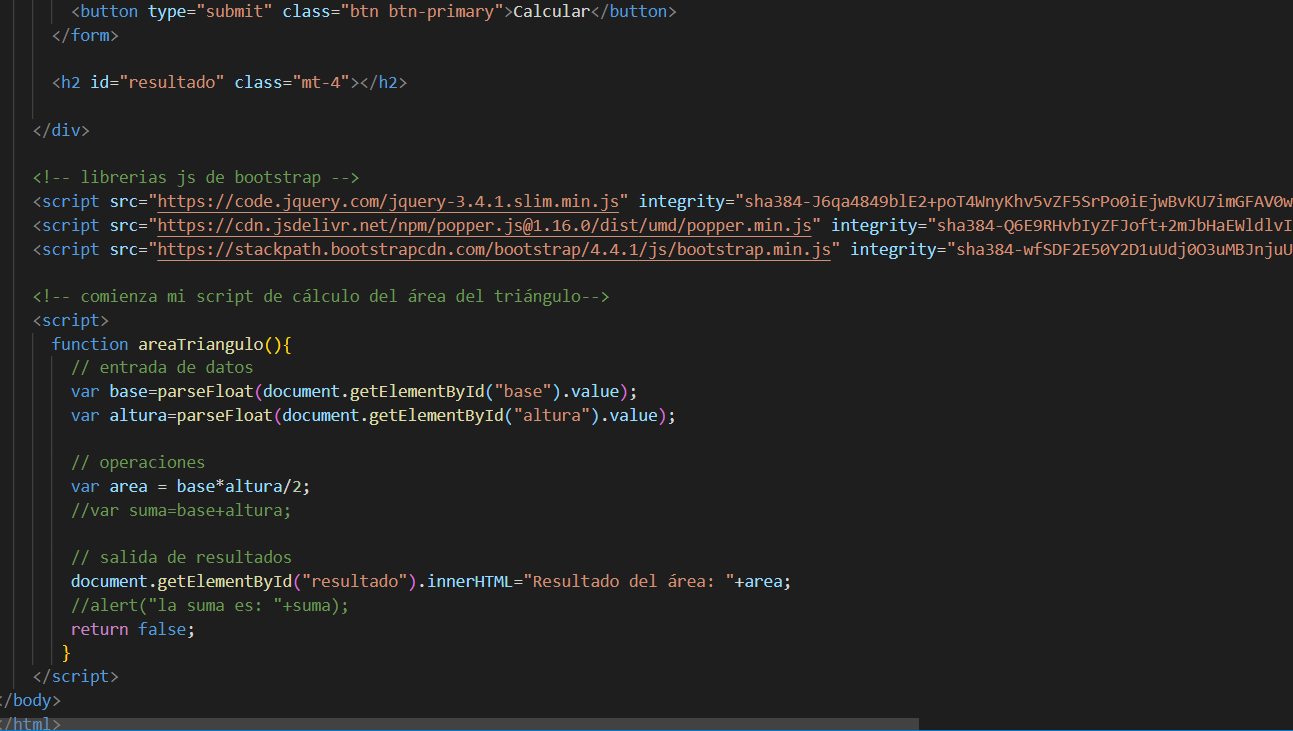 <button type="submit" class="btn btn-primary">Calcular</button>
</form>
<h2 id="resultado" class="mt-4"></h2>
</div>
<!-- librerias js de bootstrap -->
<script src="https://code.jquery.com/jquery-3.4.1.slim.min.js" integrity="sha384-J6qa4849blE2+poT4WnyKhv5vZF5SrPo0iEjwBvKU7imGFAV0w
<script src="https://cdn.jsdelivr.net/npm/popper.js@1.16.0/dist/umd/popper.min.js" integrity="sha384-Q6E9RHvbIyZFJoft+2mJbHaEWldlvI
<script src="https://stackpath.bootstrapcdn.com/bootstrap/4.4.1/js/bootstrap.min.js" integrity="sha384-wfSDF2E50Y2D1uUdj0O3uMBJnjuU
<!-- comienza mi script de cálculo del área del triángulo-->
<script>
function areaTriangulo(){
// entrada de datos
var base=parseFloat(document.getElementById("base").value);
var altura=parseFloat(document.getElementById("altura").value);
// operaciones
var area = base*altura/2;
//var suma=base+altura;
// salida de resultados
document.getElementById("resultado").innerHTML="Resultado del área: "+area;
//alert("la suma es: "+suma);
return false;
}
</script>
</body>
</html>